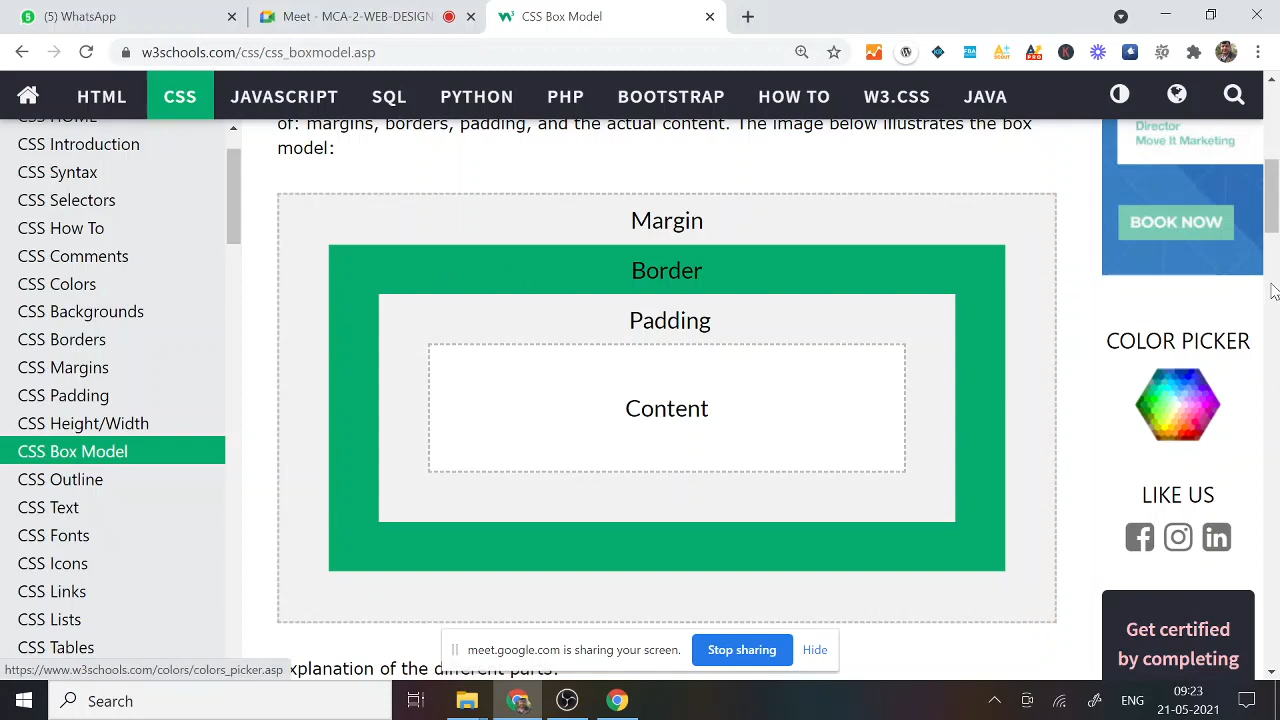 (5) WhatsApp
Meet - MCA-2-WEB-DESIGN
CSS Box Model
w3schools.com/css/css_boxmodel.asp
HTML CSS JAVASCRIPT SQL PYTHON PHP BOOTSTRAP HOW TO W3.CSS JAVA
CSS HOME
CSS Introduction
CSS Syntax
CSS Selectors
CSS How To
CSS Comments
CSS Colors
CSS Backgrounds
CSS Borders
CSS Margins
CSS Padding
CSS Height/Width
CSS Box Model
CSS Outline
CSS Text
CSS Fonts
CSS Icons
CSS Links
CSS Lists
CSS Tables
of: margins, borders, padding, and the actual content. The image below illustrates the box
model:
Margin
Border
Padding
Content
xplanation of the different parts:
Director
Move It Marketing
BOOK NOW
COLOR PICKER
LIKE US
Get certified
by completing
meet.google.com is sharing your screen. Stop sharing Hide
https://www.w3schools.com/colors/colors_picker.asp
Search
ENG
09:23
21-05-2021